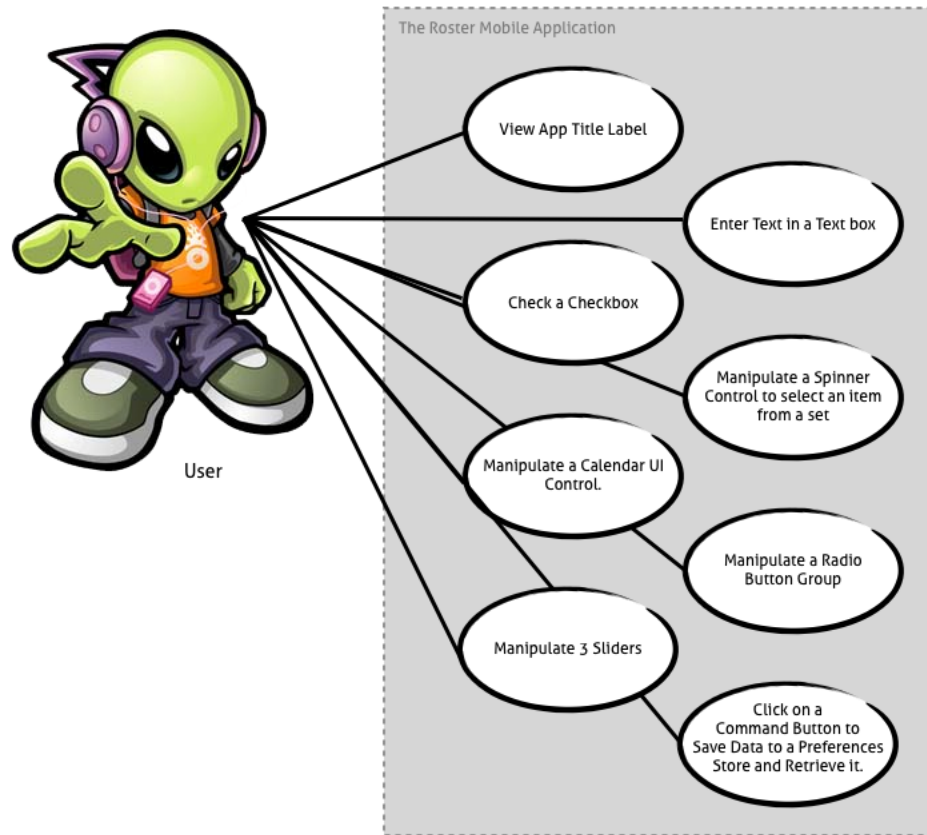 The Roster Mobile Application
View App Title Label
Enter Text in a Text box
Check a Checkbox
Manipulate a Spinner
Control to select an item
from a set
User
Manipulate a Calendar UI
Control.
Manipulate a Radio
Button Group
Manipulate 3 Sliders
Click on a
Command Button to
Save Data to a Preferences
Store and Retrieve it.